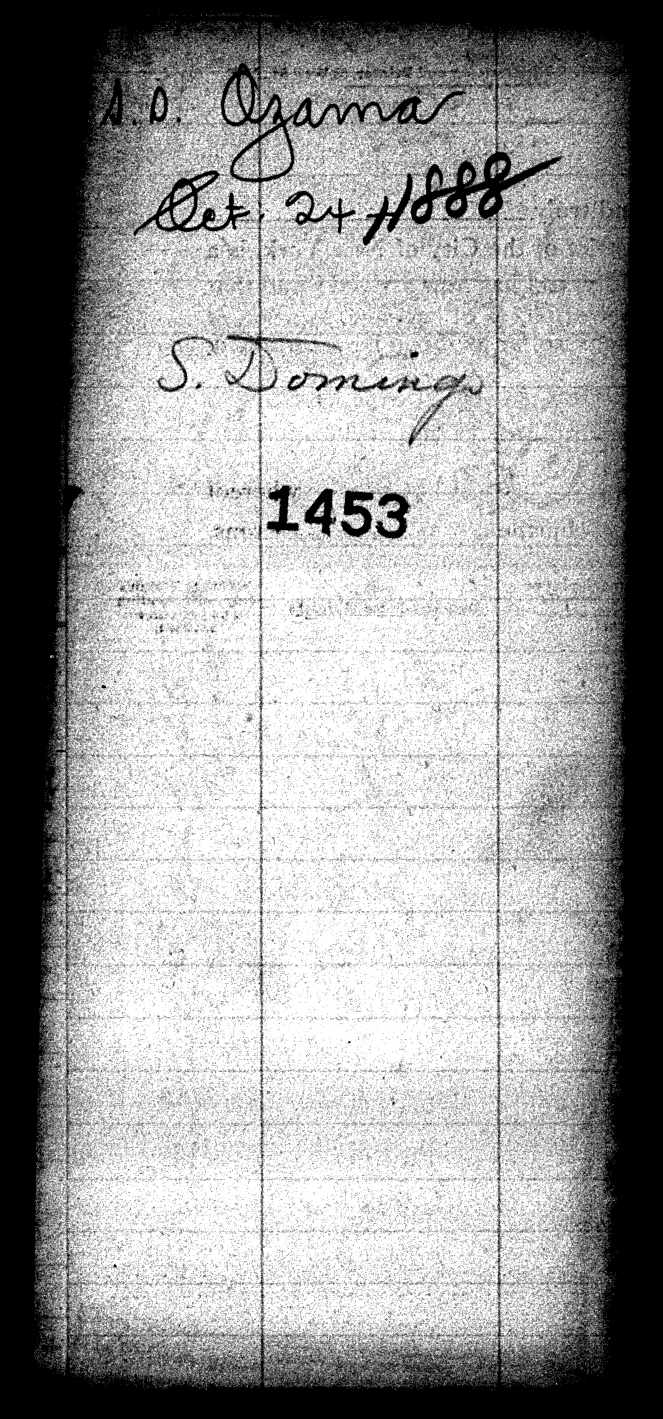 S.D. Ozama
Oct. 24 /1888
S. Domingo
1453